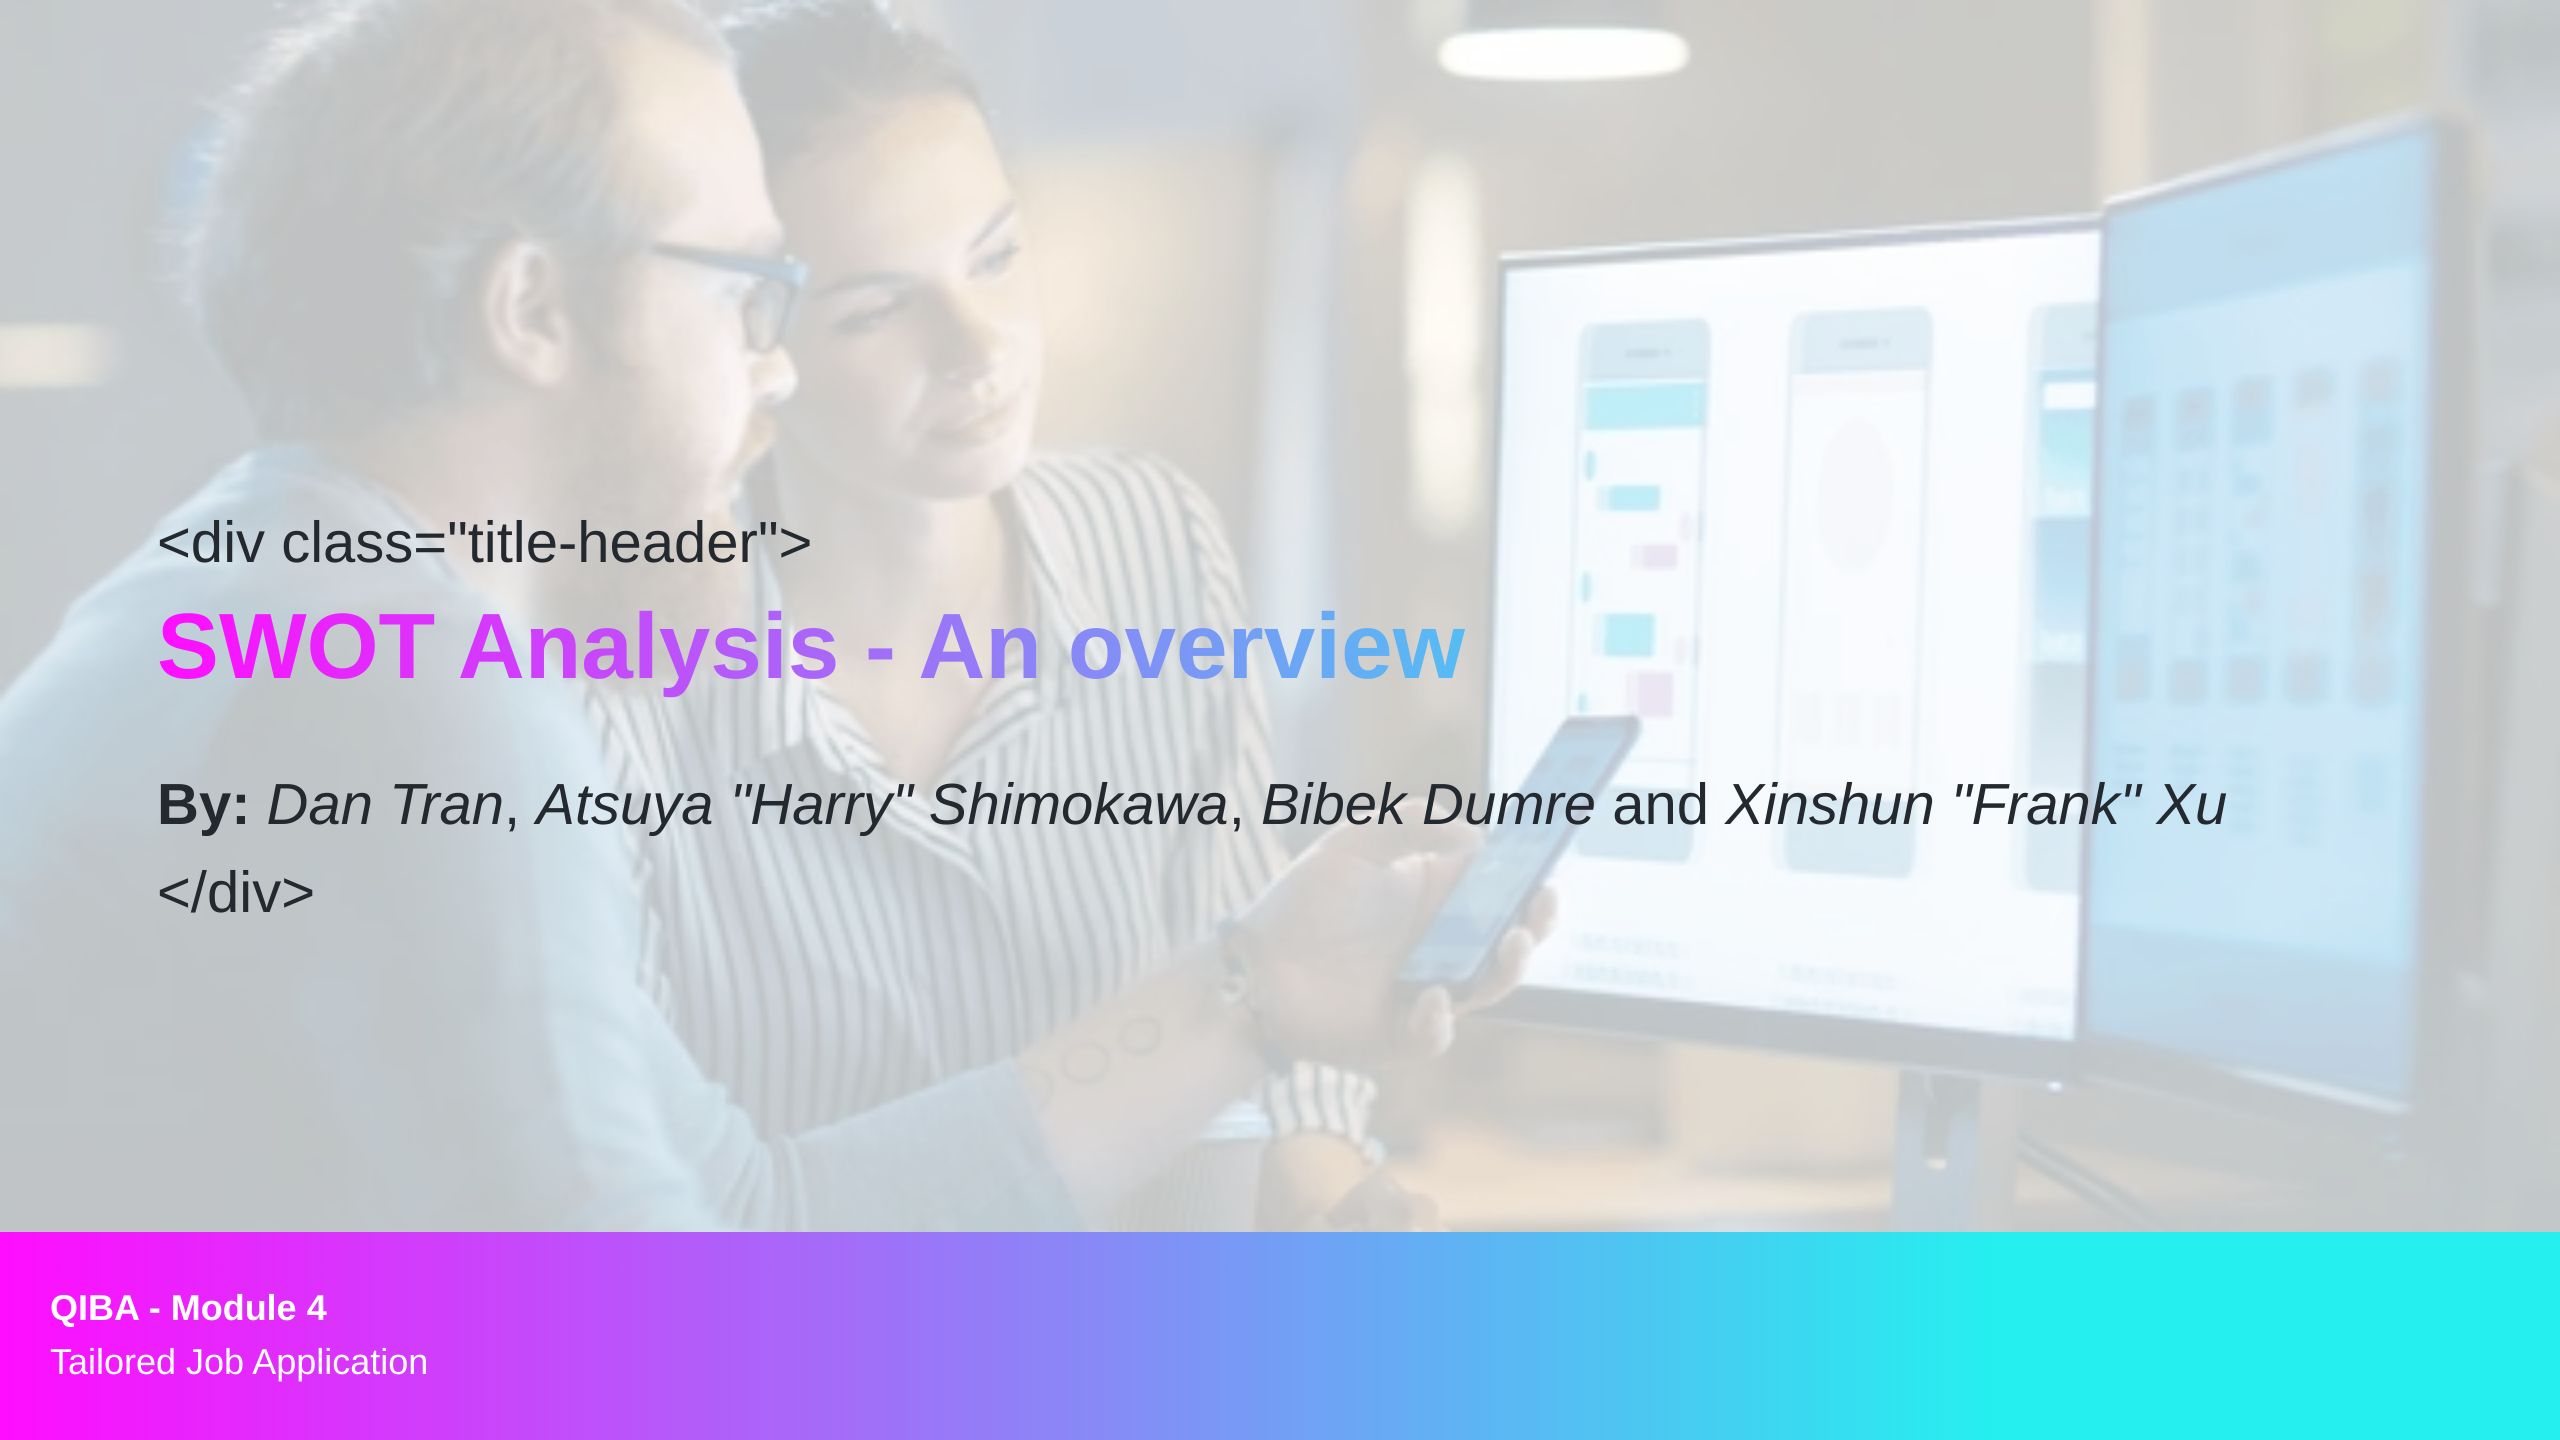 <div class="title-header">
SWOT Analysis - An overview
By: Dan Tran, Atsuya "Harry" Shimokawa, Bibek Dumre and Xinshun "Frank" Xu
</div>
QIBA - Module 4
Tailored Job Application